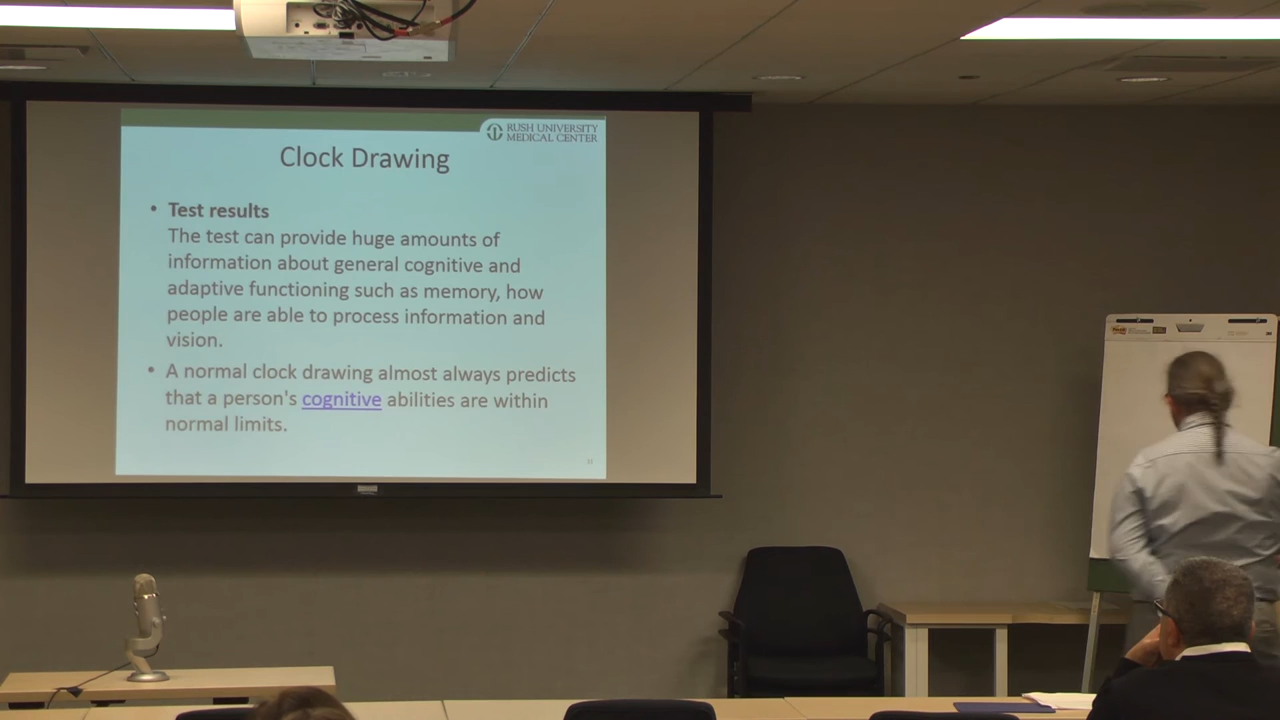 RUSH UNIVERSITY
MEDICAL CENTER
Clock Drawing
• Test results
The test can provide huge amounts of
information about general cognitive and
adaptive functioning such as memory, how
people are able to process information and
vision.
• A normal clock drawing almost always predicts
that a person's cognitive abilities are within
normal limits.